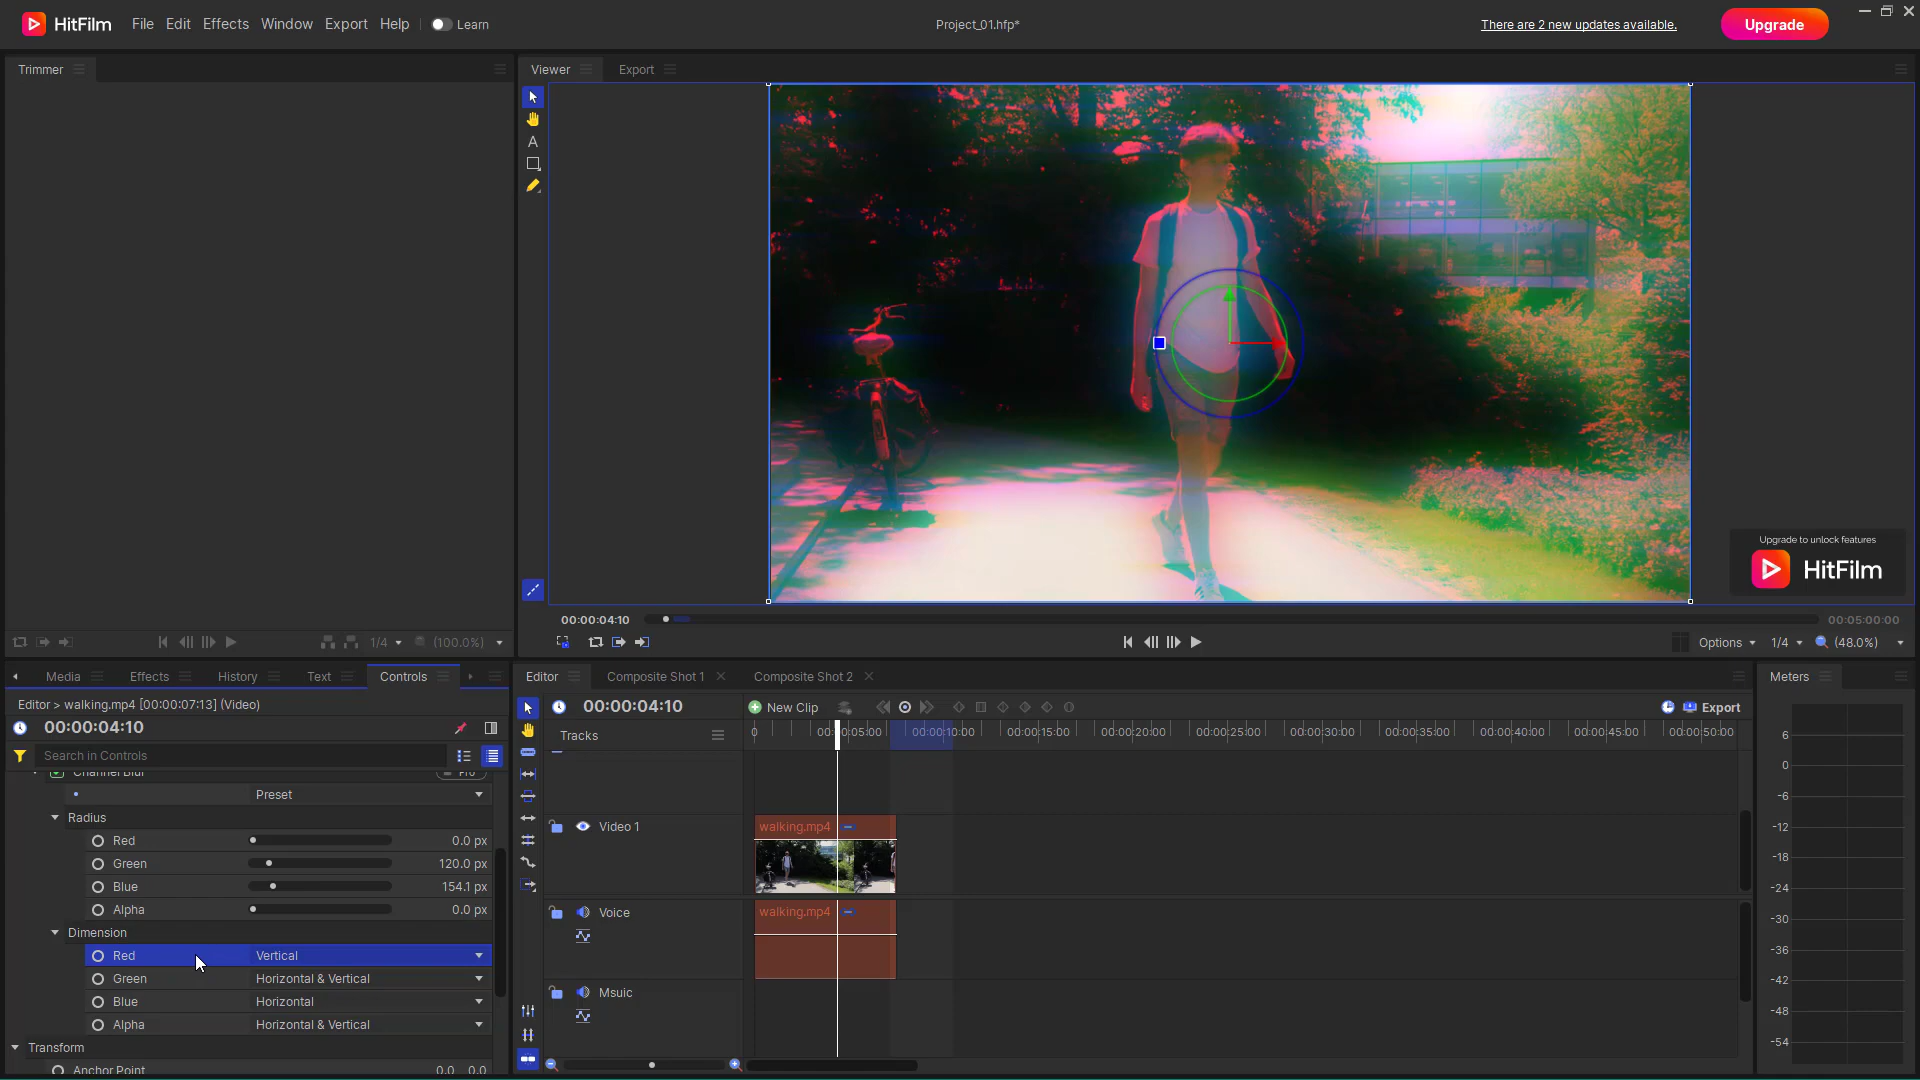 HitFilm File Edit Effects Window Export Help Learn Project_01.hfp* There are 2 new updates available. Upgrade
Trimmer
Viewer Export
A
Upgrade to unlock features
HitFilm
00:00:04:10 00:05:00:00
1/4 (100.0%)
Options 1/4 (48.0%)
Media Effects History Text Controls
Editor > walking.mp4 [00:00:07:13] (Video)
00:00:04:10
Search in Controls
Channel Blur Pro
Preset
Radius
Red 0.0 px
Green 120.0 px
Blue 154.1 px
Alpha 0.0 px
Dimension
Red Vertical
Green Horizontal & Vertical
Blue Horizontal
Alpha Horizontal & Vertical
Transform
Anchor Point 0.0 0.0
Editor Composite Shot 1 Composite Shot 2
00:00:04:10 New Clip Export
Tracks 0 00:00:05:00 00:00:10:00 00:00:15:00 00:00:20:00 00:00:25:00 00:00:30:00 00:00:35:00 00:00:40:00 00:00:45:00 00:00:50:00
Video 1 walking.mp4
Voice walking.mp4
Msuic
Meters
6
0
-6
-12
-18
-24
-30
-36
-42
-48
-54